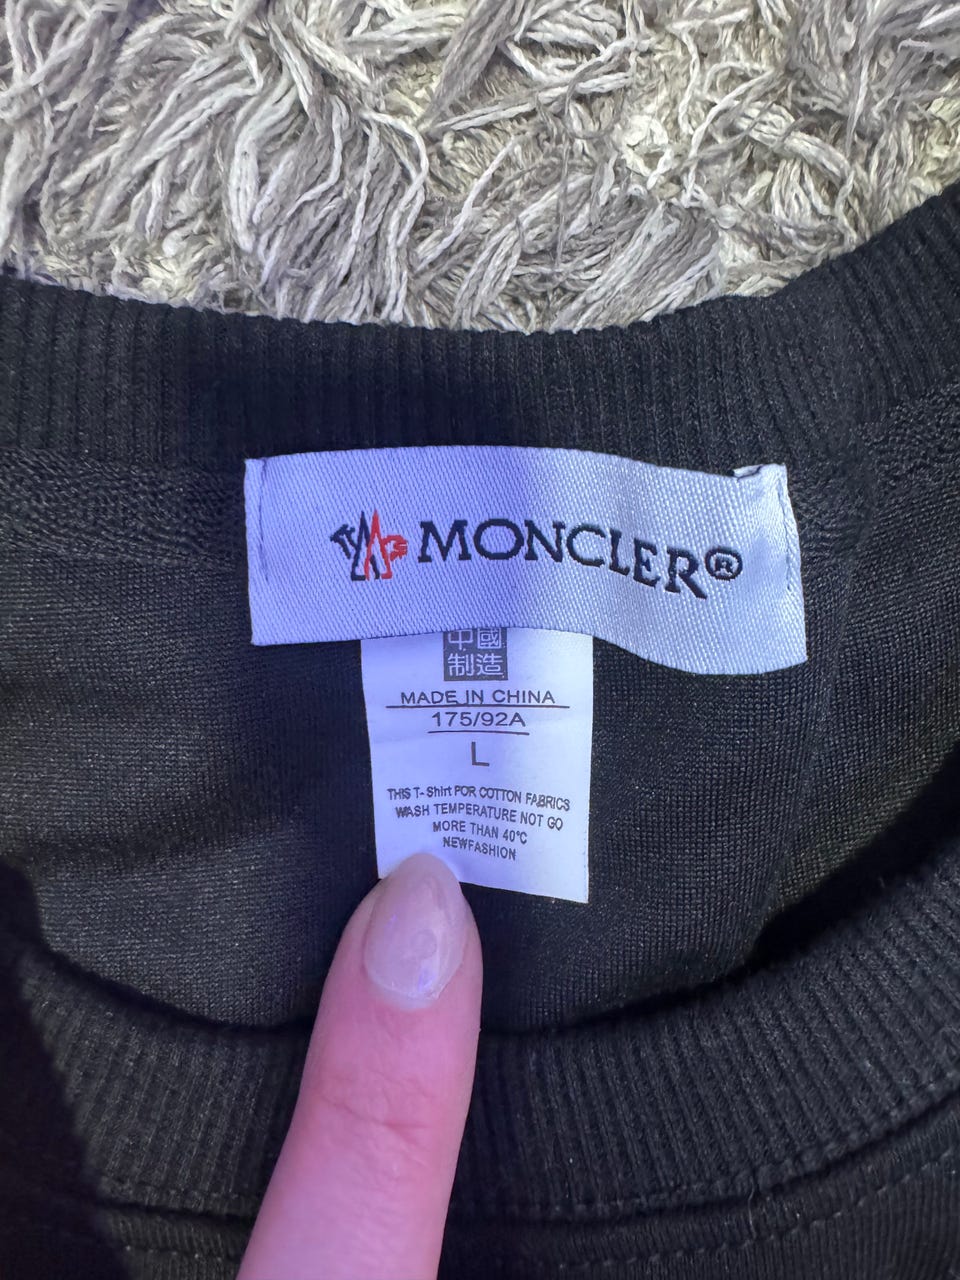 MONCLER®
中國
制造
MADE IN CHINA
175/92A
L
THIS T- Shirt POR COTTON FABRICS
WASH TEMPERATURE NOT GO
MORE THAN 40°C
NEWFASHION